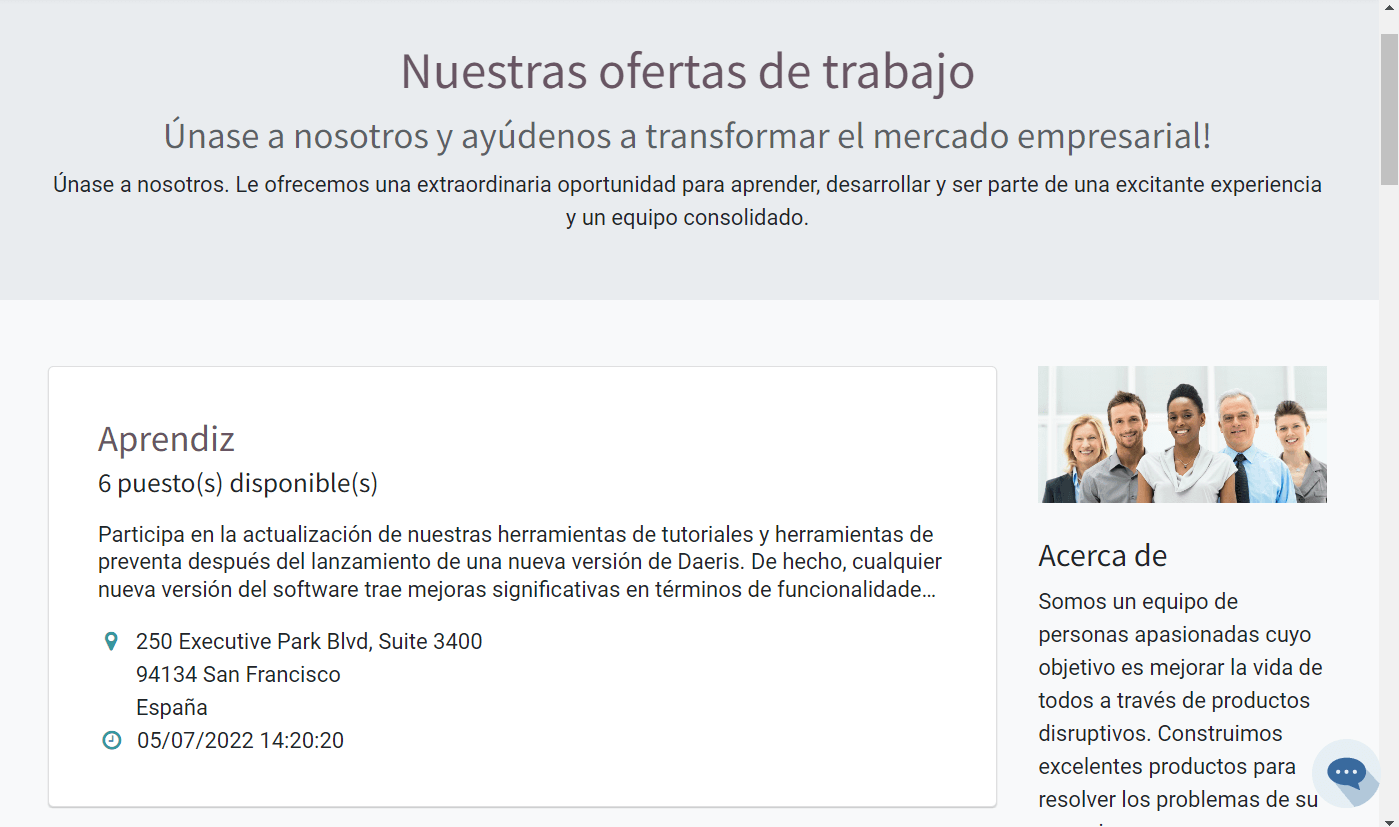 Nuestras ofertas de trabajo
Únase a nosotros y ayúdenos a transformar el mercado empresarial!
Únase a nosotros. Le ofrecemos una extraordinaria oportunidad para aprender, desarrollar y ser parte de una excitante experiencia
y un equipo consolidado.
Aprendiz
6 puesto(s) disponible(s)
Participa en la actualización de nuestras herramientas de tutoriales y herramientas de
preventa después del lanzamiento de una nueva versión de Daeris. De hecho, cualquier
nueva versión del software trae mejoras significativas en términos de funcionalidade…
250 Executive Park Blvd, Suite 3400
94134 San Francisco
España
05/07/2022 14:20:20
Acerca de
Somos un equipo de
personas apasionadas cuyo
objetivo es mejorar la vida de
todos a través de productos
disruptivos. Construimos
excelentes productos para
resolver los problemas de su